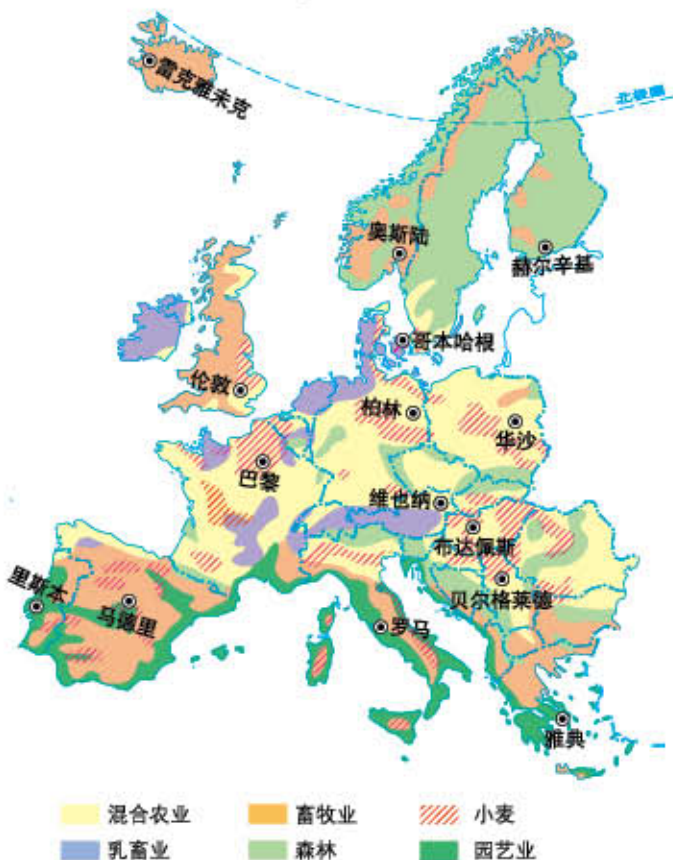 北极圈
雷克雅未克
奥斯陆
赫尔辛基
哥本哈根
伦敦
柏林
华沙
巴黎
维也纳
布达佩斯
里斯本
马德里
贝尔格莱德
罗马
雅典
混合农业 畜牧业 小麦
乳畜业 森林 园艺业